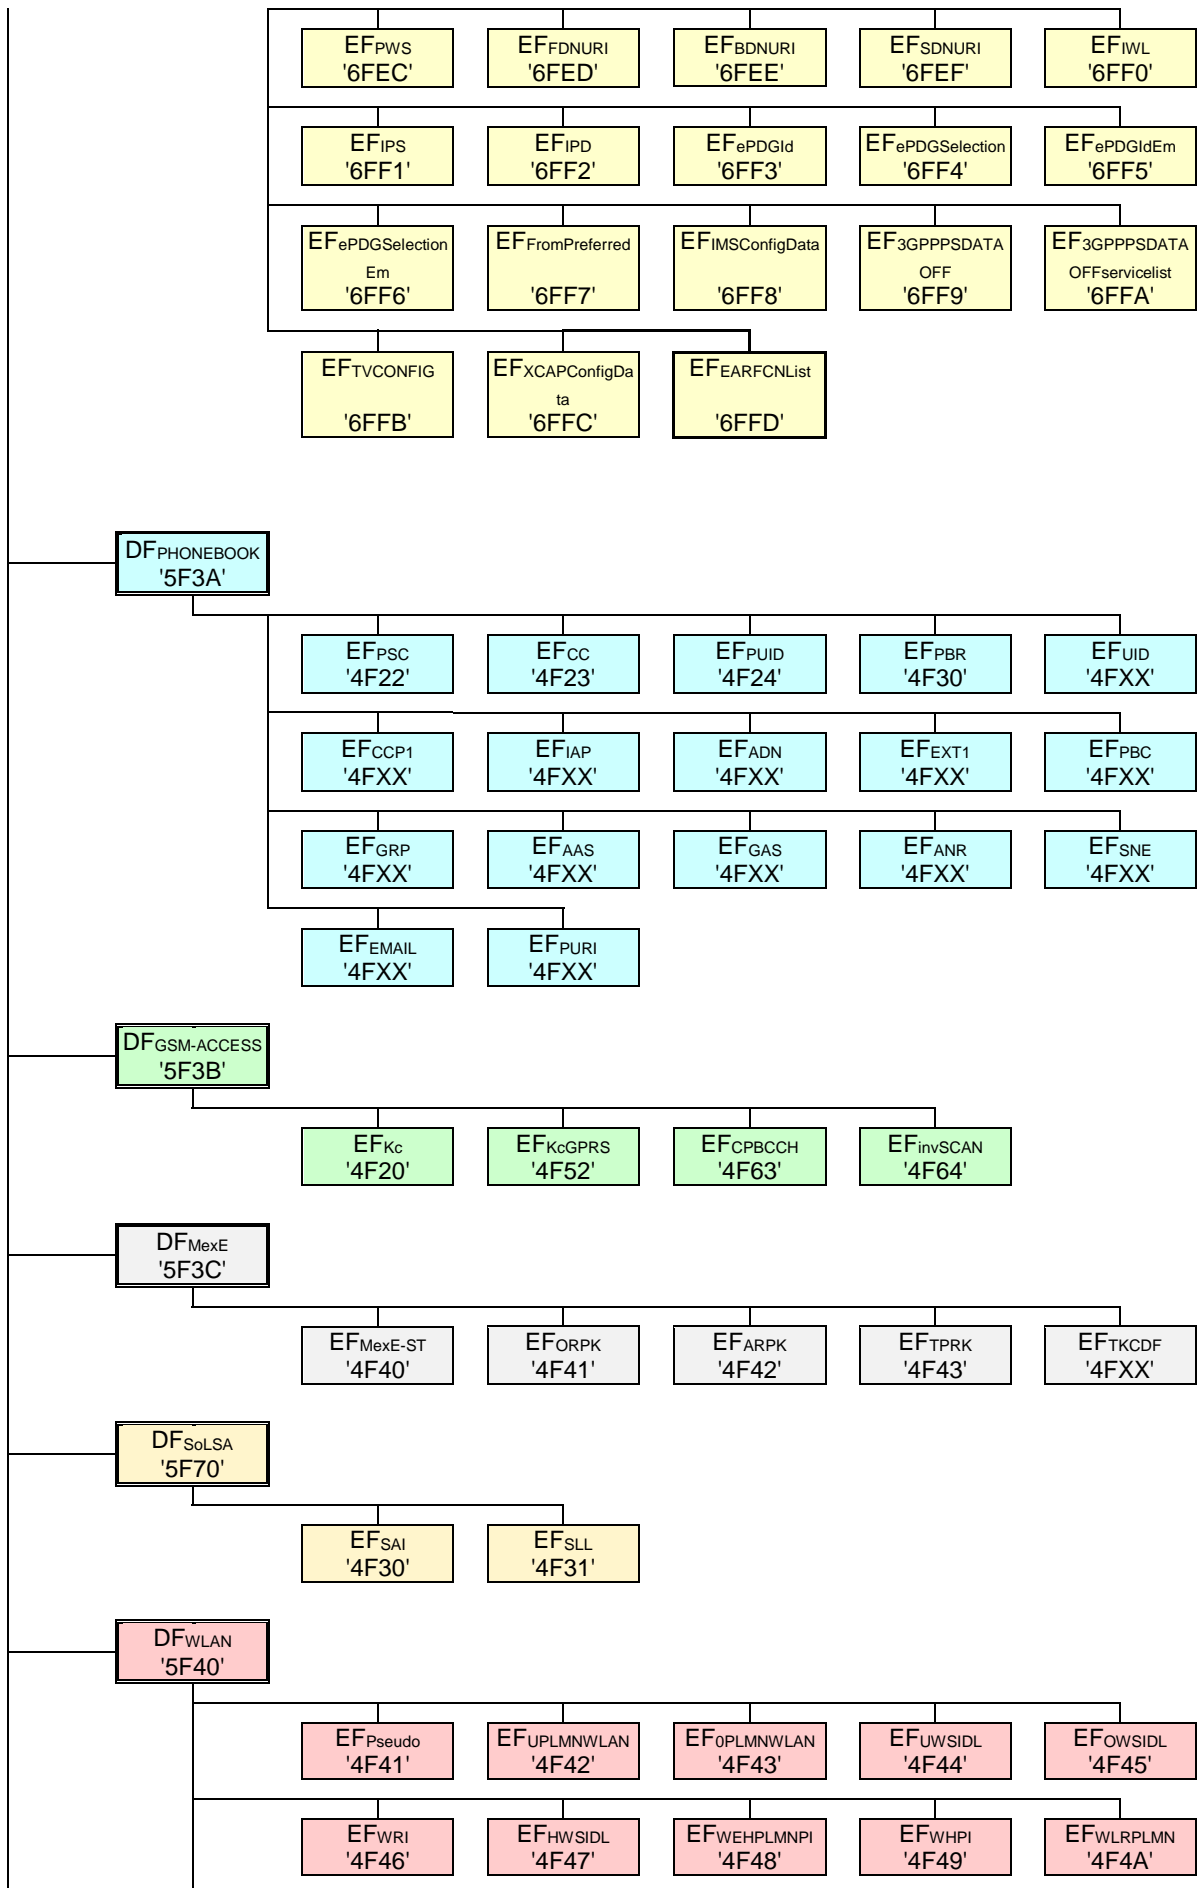 EFPWS
'6FEC'
EFFDNURI
'6FED'
EFBDNURI
'6FEE'
EFSDNURI
'6FEF'
EFIWL
'6FF0'
EFIPS
'6FF1'
EFIPD
'6FF2'
EFePDGId
'6FF3'
EFePDGSelection
'6FF4'
EFePDGIdEm
'6FF5'
EFePDGSelection
Em
'6FF6'
EFFromPreferred
'6FF7'
EFIMSConfigData
'6FF8'
EF3GPPPSDATA
OFF
'6FF9'
EF3GPPPSDATA
OFFservicelist
'6FFA'
EFTVCONFIG
'6FFB'
EFXCAPConfigDa
ta
'6FFC'
EFEARFCNList
'6FFD'
DFPHONEBOOK
'5F3A'
EFPSC
'4F22'
EFCC
'4F23'
EFPUID
'4F24'
EFPBR
'4F30'
EFUID
'4FXX'
EFCCP1
'4FXX'
EFIAP
'4FXX'
EFADN
'4FXX'
EFEXT1
'4FXX'
EFPBC
'4FXX'
EFGRP
'4FXX'
EFAAS
'4FXX'
EFGAS
'4FXX'
EFANR
'4FXX'
EFSNE
'4FXX'
EFEMAIL
'4FXX'
EFPURI
'4FXX'
DFGSM-ACCESS
'5F3B'
EFKc
'4F20'
EFKcGPRS
'4F52'
EFCPBCCH
'4F63'
EFinvSCAN
'4F64'
DFMexE
'5F3C'
EFMexE-ST
'4F40'
EFORPK
'4F41'
EFARPK
'4F42'
EFTPRK
'4F43'
EFTKCDF
'4FXX'
DFSoLSA
'5F70'
EFSAI
'4F30'
EFSLL
'4F31'
DFWLAN
'5F40'
EFPseudo
'4F41'
EFUPLMNWLAN
'4F42'
EF0PLMNWLAN
'4F43'
EFUWSIDL
'4F44'
EFOWSIDL
'4F45'
EFWRI
'4F46'
EFHWSIDL
'4F47'
EFWEHPLMNPI
'4F48'
EFWHPI
'4F49'
EFWLRPLMN
'4F4A'